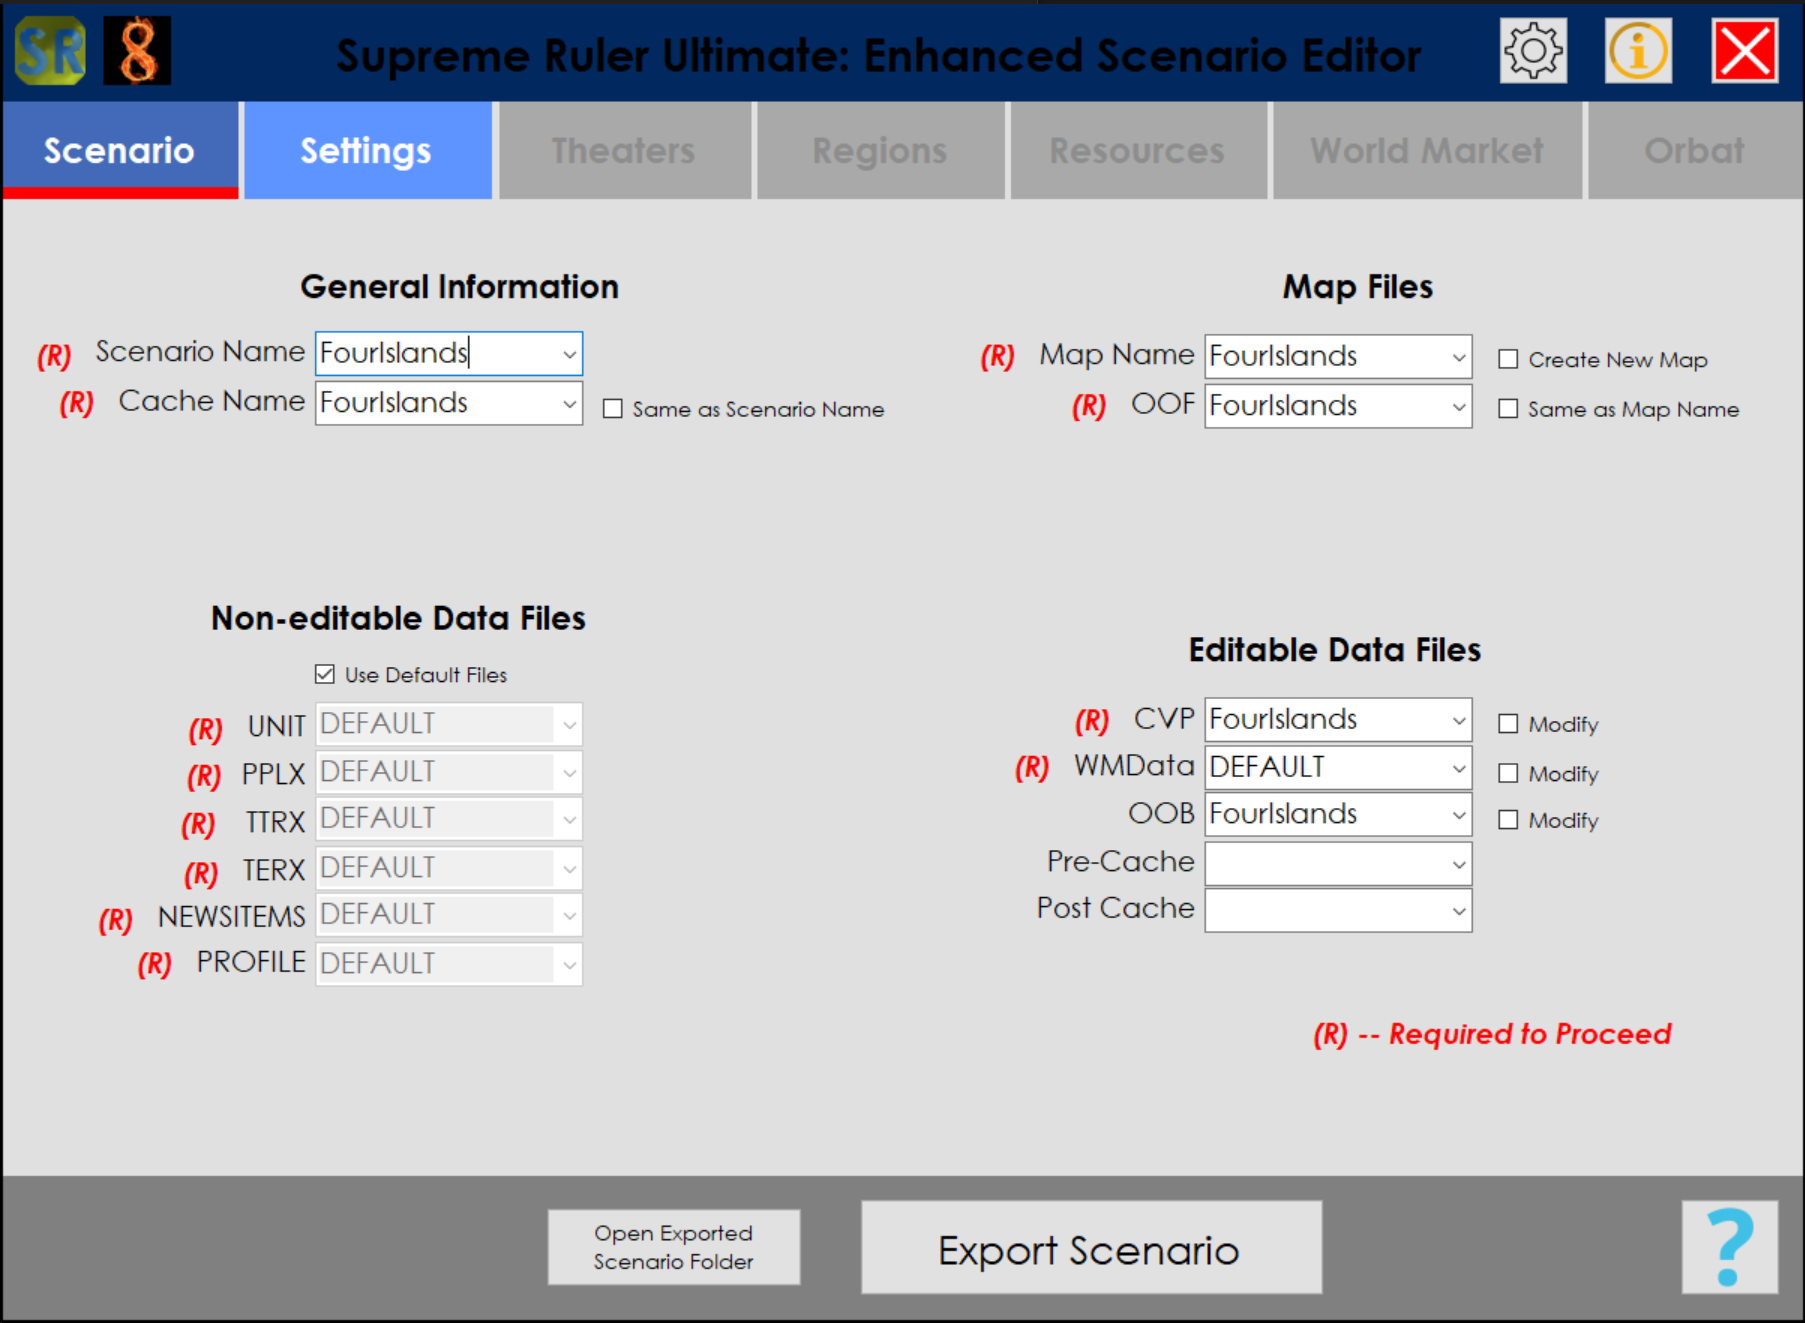 SR 8 Supreme Ruler Ultimate: Enhanced Scenario Editor
Scenario Settings Theaters Regions Resources World Market Orbat
General Information
(R) Scenario Name FourIslands
(R) Cache Name FourIslands Same as Scenario Name
Map Files
(R) Map Name FourIslands Create New Map
(R) OOF FourIslands Same as Map Name
Non-editable Data Files
Use Default Files
(R) UNIT DEFAULT
(R) PPLX DEFAULT
(R) TTRX DEFAULT
(R) TERX DEFAULT
(R) NEWSITEMS DEFAULT
(R) PROFILE DEFAULT
Editable Data Files
(R) CVP FourIslands Modify
(R) WMData DEFAULT Modify
OOB FourIslands Modify
Pre-Cache
Post Cache
(R) -- Required to Proceed
Open Exported
Scenario Folder
Export Scenario
?